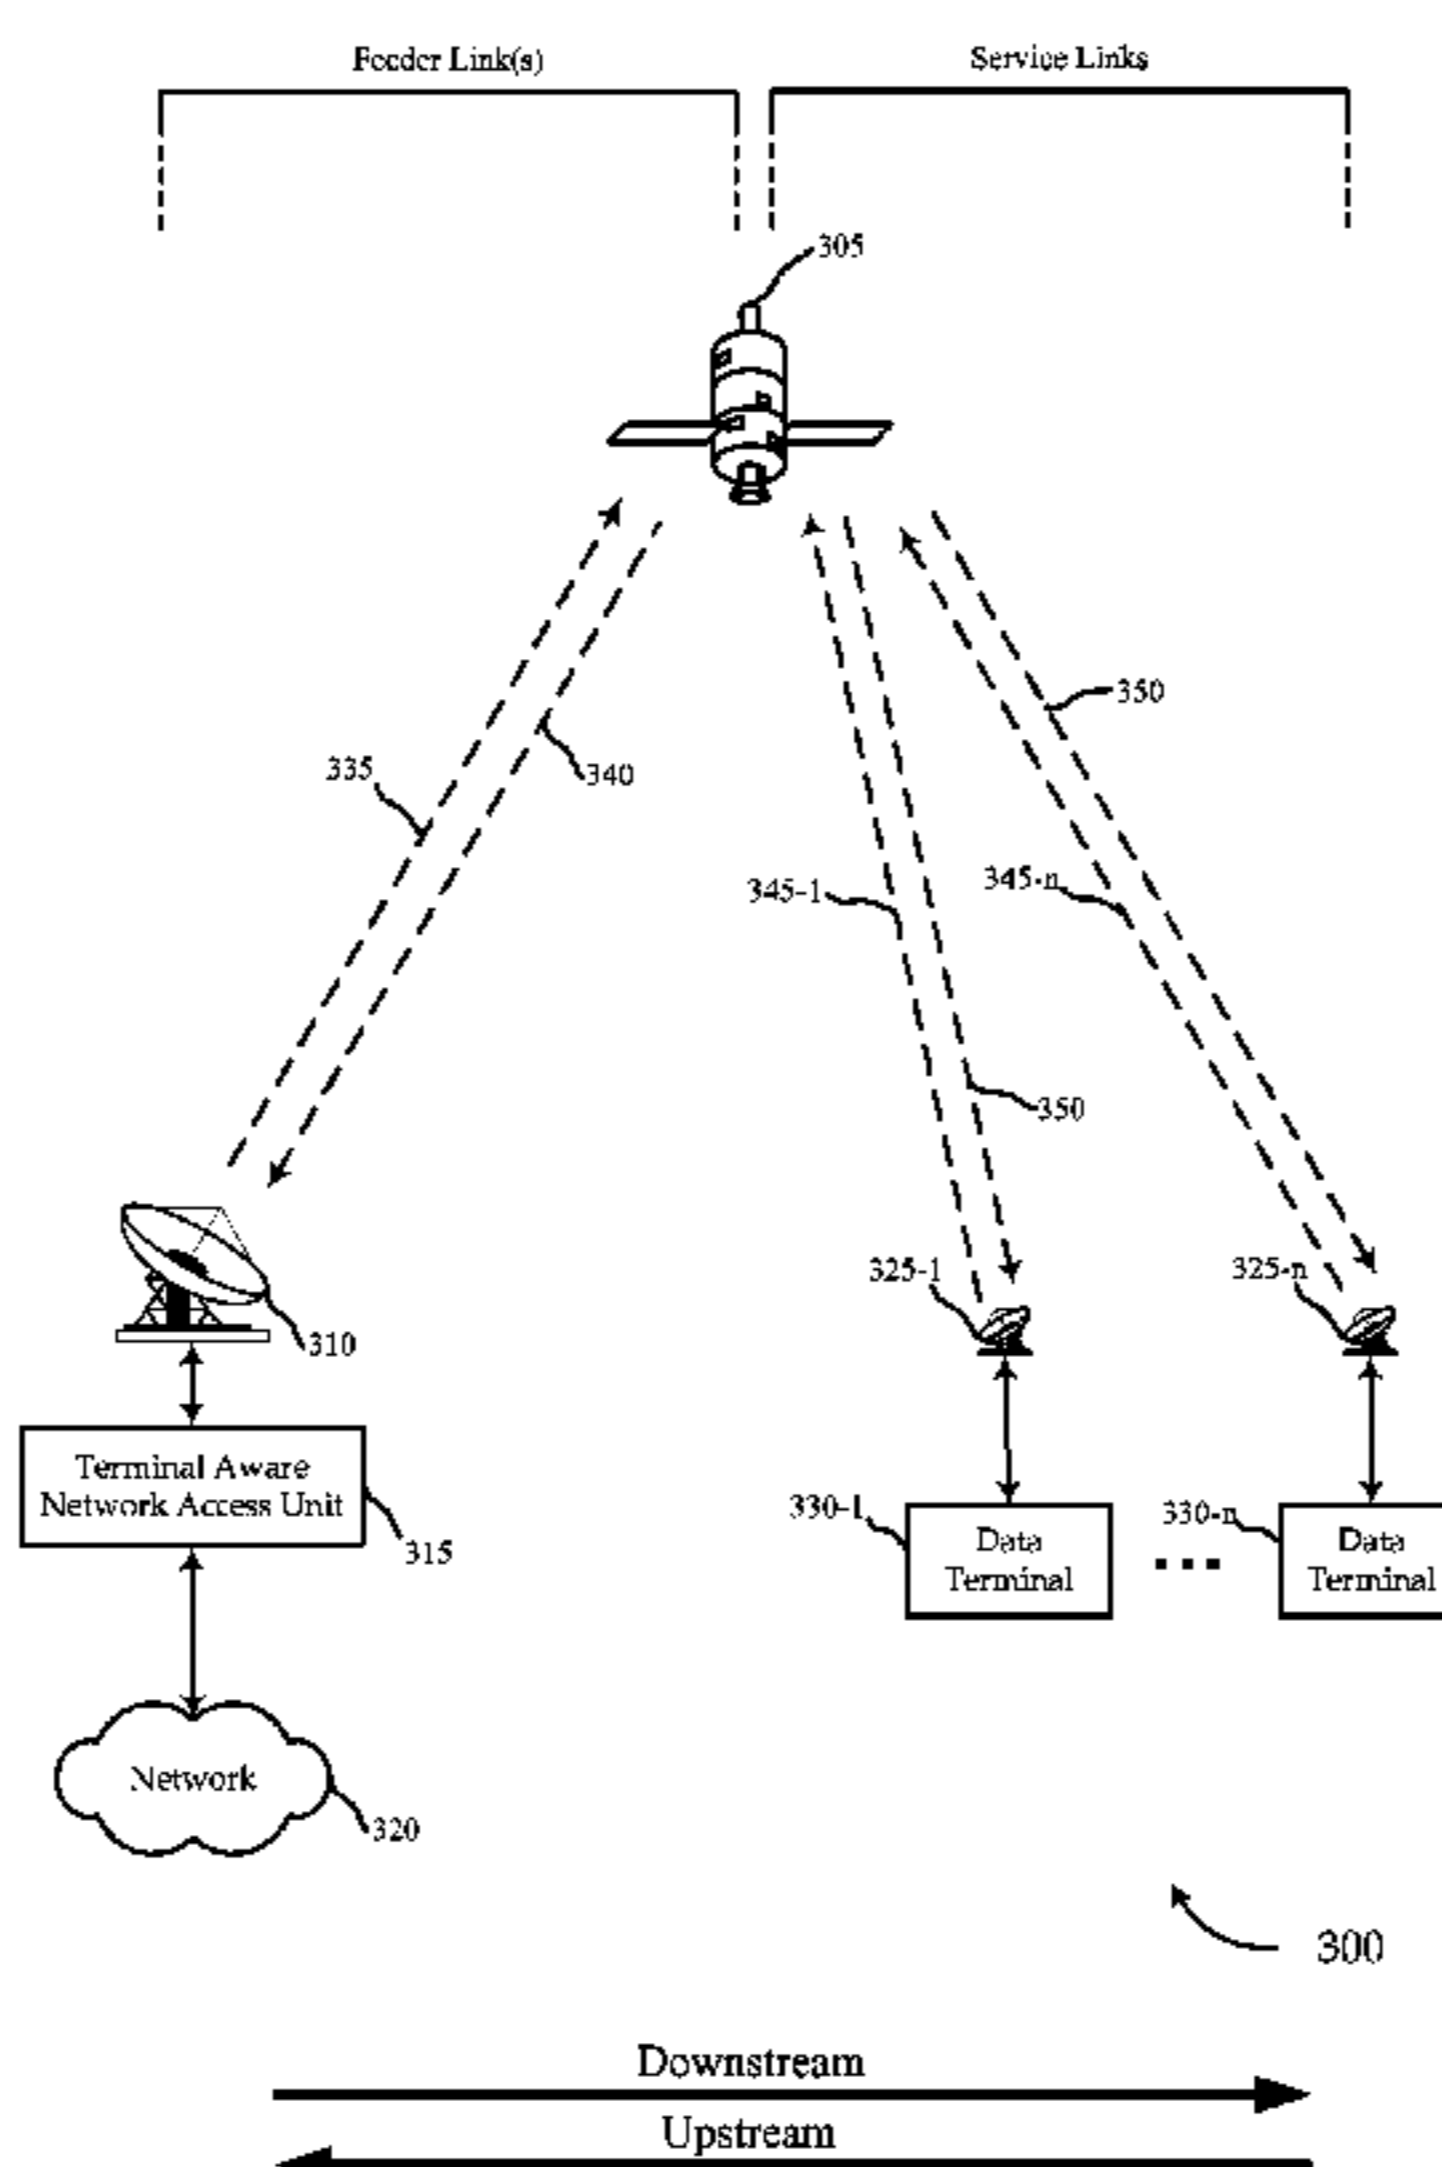 Feeder Link(s)
Service Links
305
350
335
340
345-1
345-n
350
325-1
325-n
310
Terminal Aware
Network Access Unit
315
330-1
Data
Terminal
330-n
Data
Terminal
Network
320
300
Downstream
Upstream